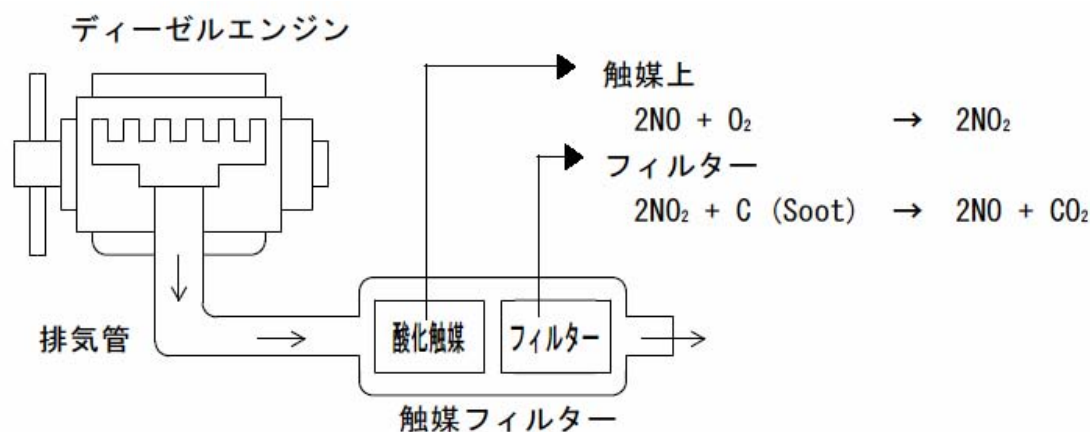 ディーゼルエンジン
触媒上
2NO + O₂ → 2NO₂
フィルター
2NO₂ + C (Soot) → 2NO + CO₂
排気管
酸化触媒
フィルター
触媒フィルター